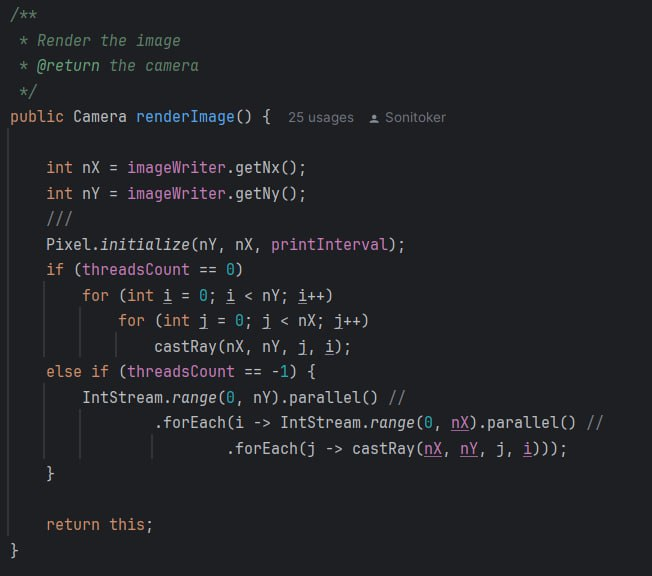 /**
 * Render the image
 * @return the camera
 */
public Camera renderImage() { 25 usages Sonitoker
    int nX = imageWriter.getNx();
    int nY = imageWriter.getNy();
    ///
    Pixel.initialize(nY, nX, printInterval);
    if (threadsCount == 0)
        for (int i = 0; i < nY; i++)
            for (int j = 0; j < nX; j++)
                castRay(nX, nY, j, i);
    else if (threadsCount == -1) {
        IntStream.range(0, nY).parallel() //
                .forEach(i -> IntStream.range(0, nX).parallel() //
                        .forEach(j -> castRay(nX, nY, j, i)));
    }
    return this;
}